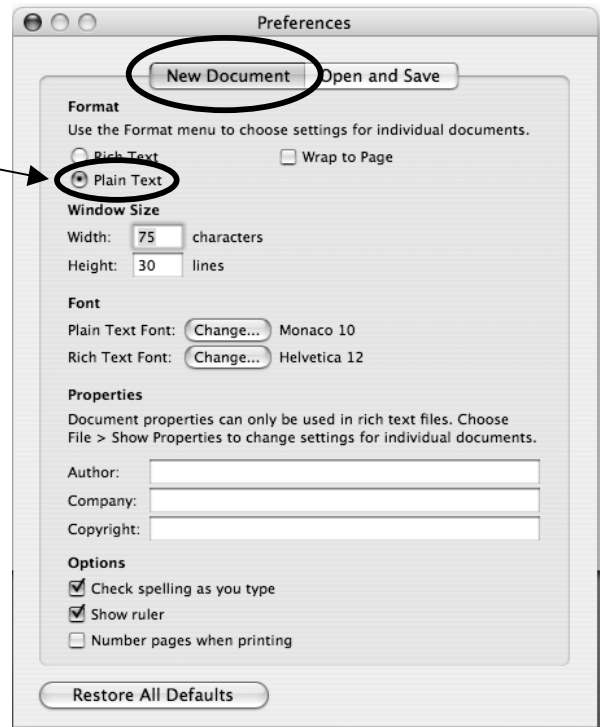 Preferences
New Document Open and Save
Format
Use the Format menu to choose settings for individual documents.
Rich Text Wrap to Page
Plain Text
Window Size
Width: 75 characters
Height: 30 lines
Font
Plain Text Font: Change... Monaco 10
Rich Text Font: Change... Helvetica 12
Properties
Document properties can only be used in rich text files. Choose
File > Show Properties to change settings for individual documents.
Author:
Company:
Copyright:
Options
Check spelling as you type
Show ruler
Number pages when printing
Restore All Defaults